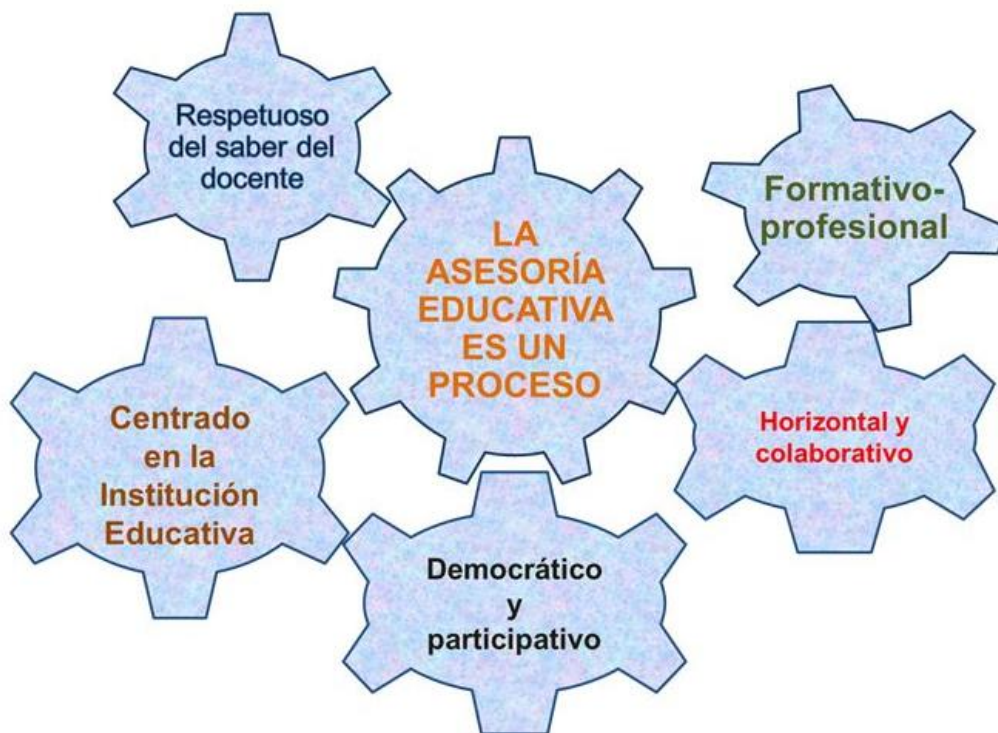 Respetuoso
del saber del
docente
LA
ASESORÍA
EDUCATIVA
ES UN
PROCESO
Formativo-
profesional
Centrado
en la
Institución
Educativa
Horizontal y
colaborativo
Democrático
y
participativo